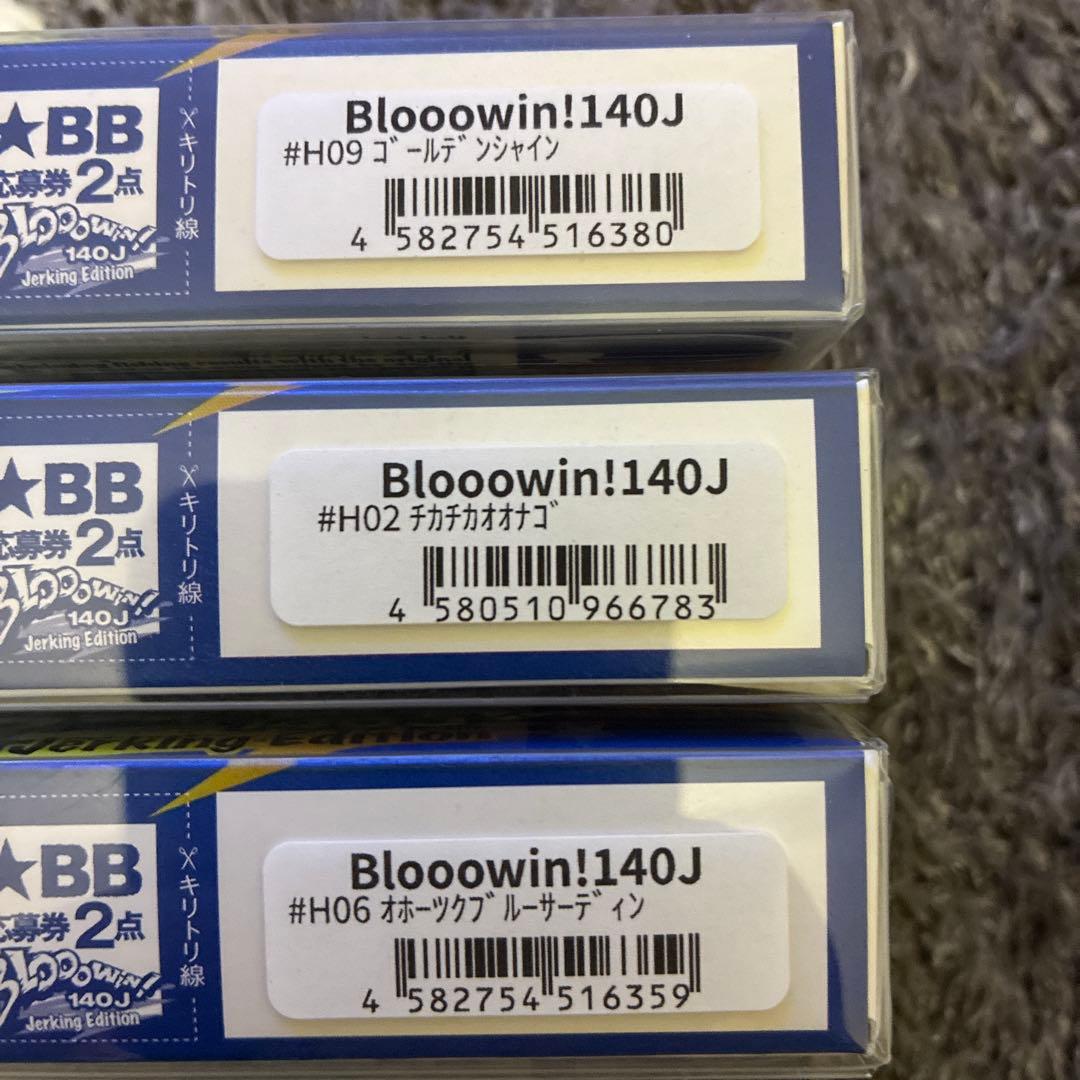 ★BB
応募券2点
Blooowin!
140J
Jerking Edition
キリトリ線
Blooowin!140J
#H09 ｺﾞｰﾙﾃﾞﾝｼｬｲﾝ
4 582754 516380
★BB
応募券2点
Blooowin!
140J
Jerking Edition
キリトリ線
Blooowin!140J
#H02 ﾁｶﾁｶｵｵﾅｺﾞ
4 580510 966783
Jerking Edition
★BB
応募券2点
Blooowin!
140J
Jerking Edition
キリトリ線
Blooowin!140J
#H06 ｵﾎｰﾂｸﾌﾞﾙｰｻｰﾃﾞｨﾝ
4 582754 516359